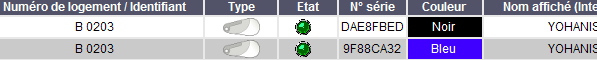 Numéro de logement / Identifiant Type Etat N° série Couleur Nom affiché (Inte
B 0203 DAE8FBED Noir YOHANIS
B 0203 9F88CA32 Bleu YOHANIS